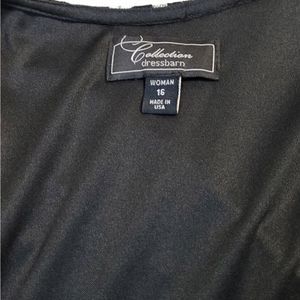 Collection
dressbarn
WOMAN
16
MADE IN
USA